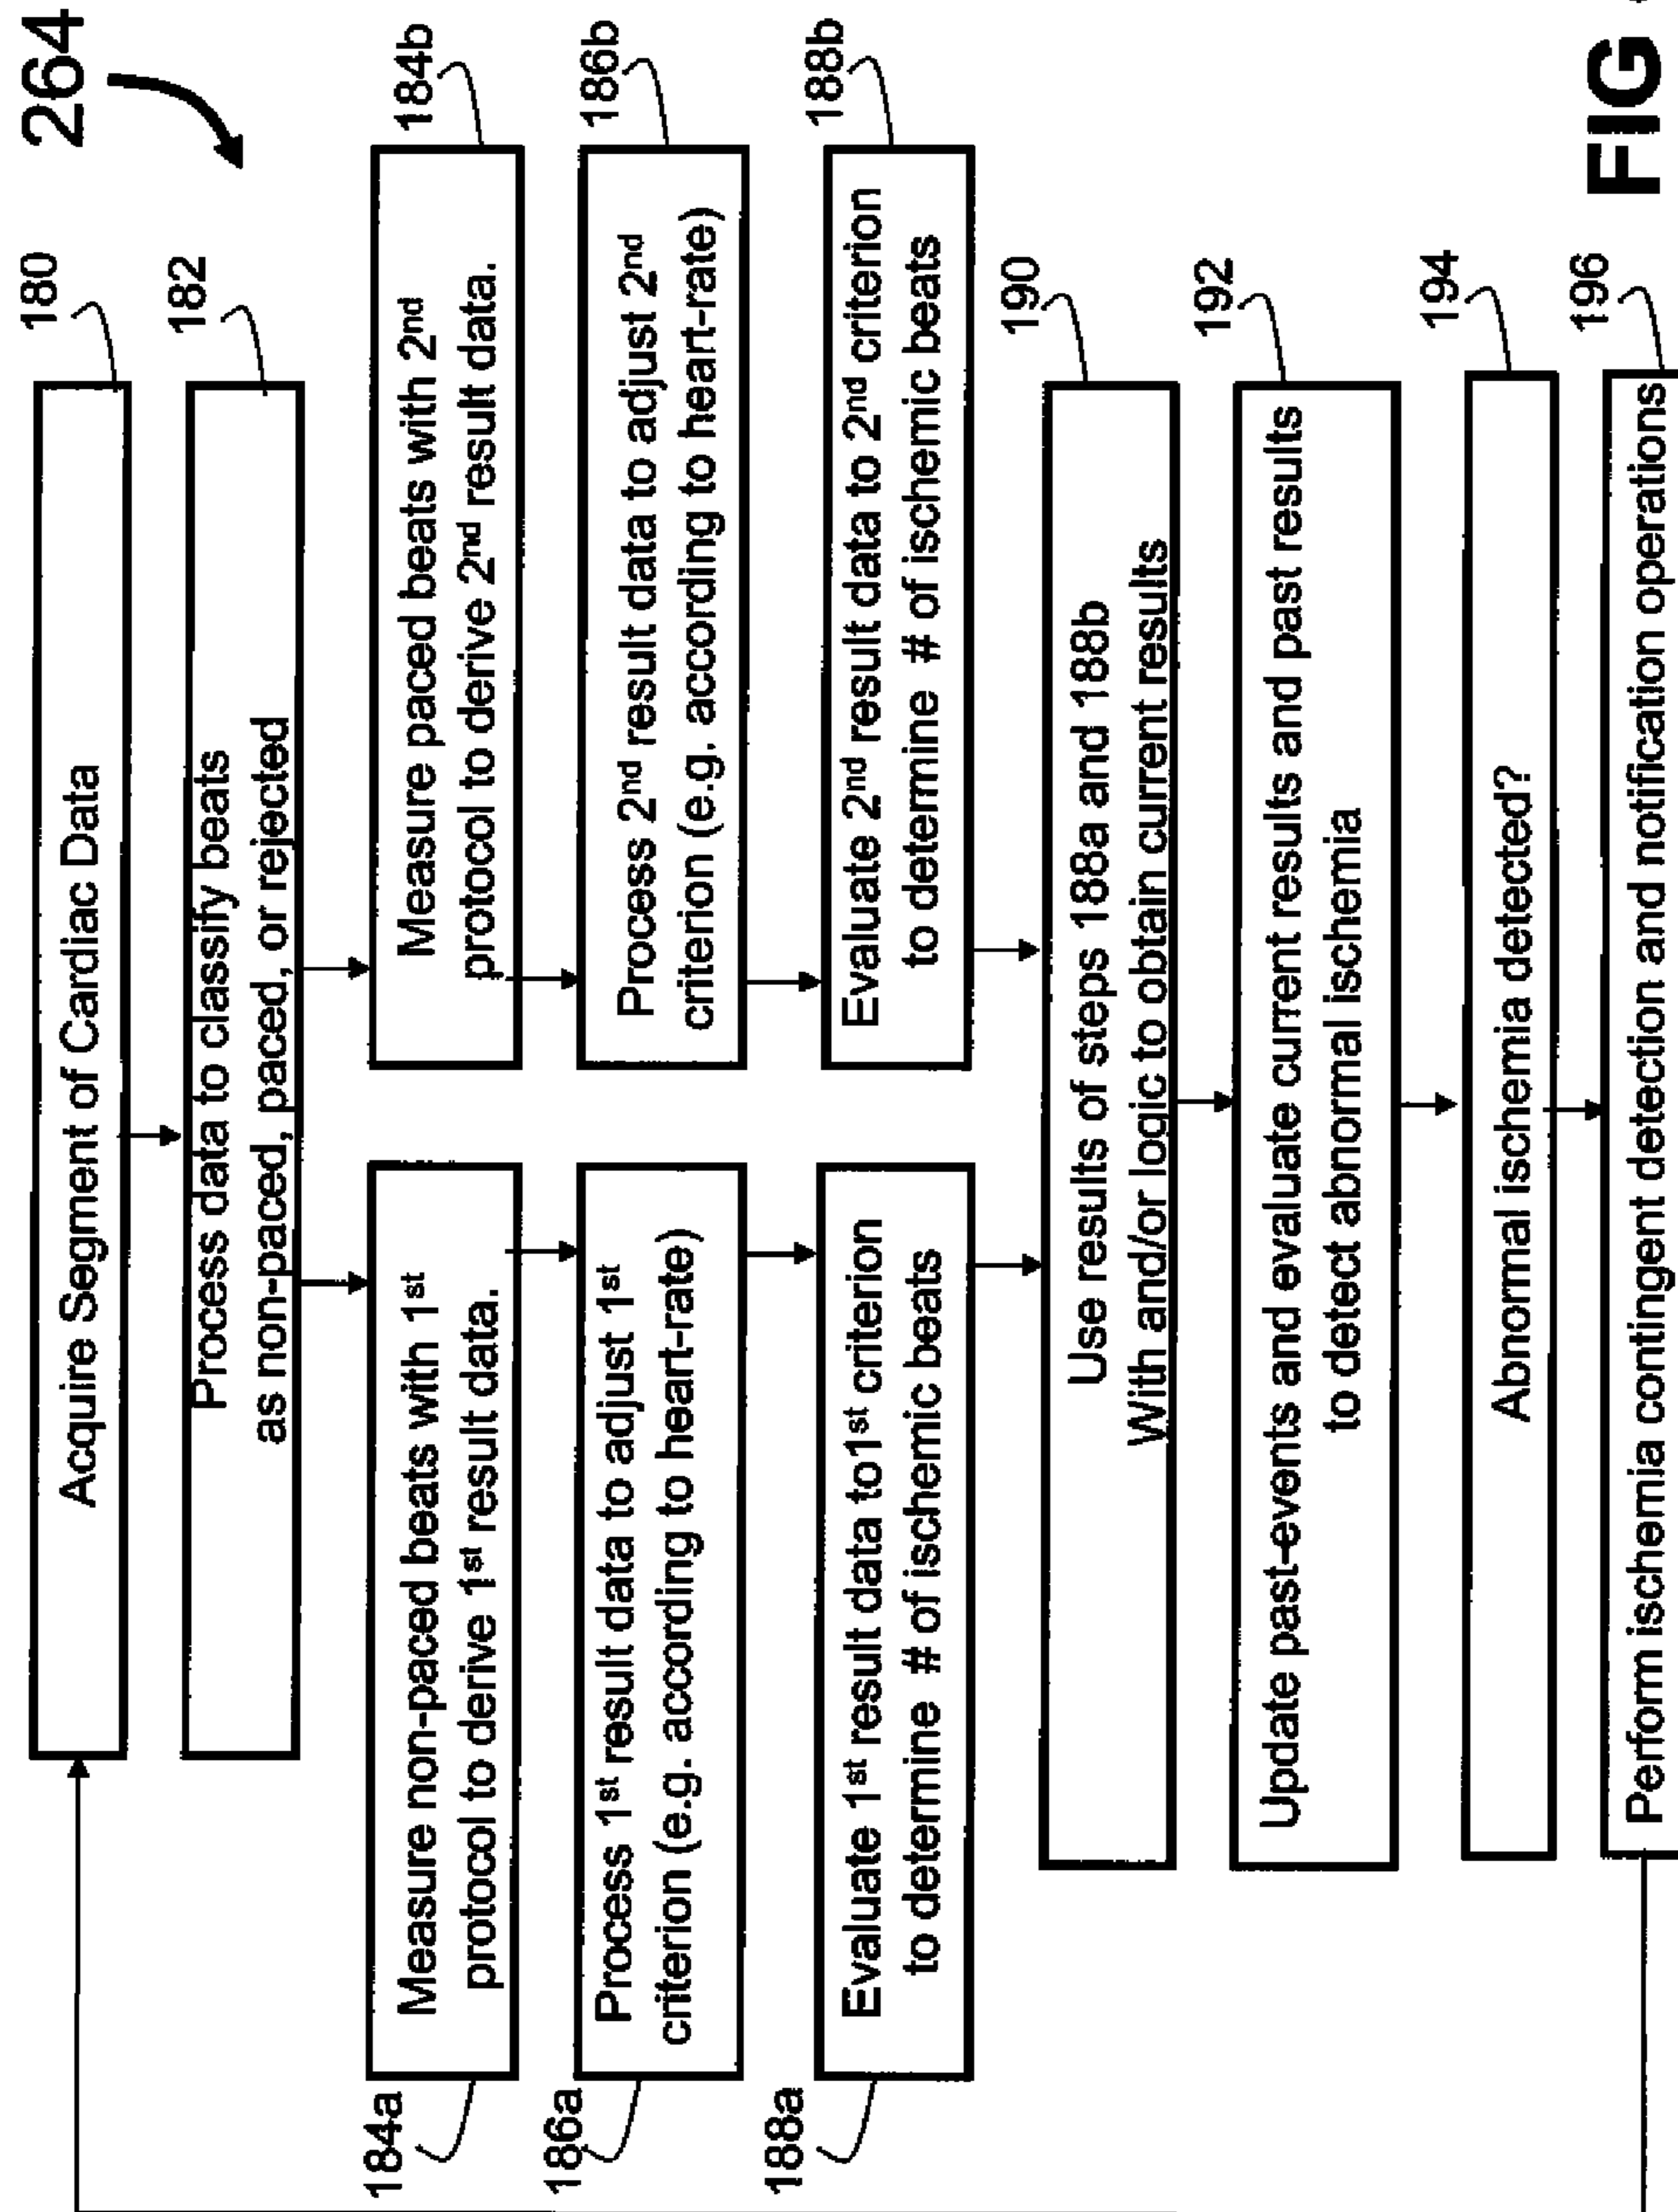 264
180
Acquire Segment of Cardiac Data
182
Process data to classify beats
as non-paced, paced, or rejected
184a
Measure non-paced beats with 1st
protocol to derive 1st result data.
184b
Measure paced beats with 2nd
protocol to derive 2nd result data.
186a
Process 1st result data to adjust 1st
criterion (e.g. according to heart-rate)
186b
Process 2nd result data to adjust 2nd
criterion (e.g. according to heart-rate)
188a
Evaluate 1st result data to1st criterion
to determine # of ischemic beats
188b
Evaluate 2nd result data to 2nd criterion
to determine # of ischemic beats
190
Use results of steps 188a and 188b
With and/or logic to obtain current results
192
Update past-events and evaluate current results and past results
to detect abnormal ischemia
194
Abnormal ischemia detected?
196
Perform ischemia contingent detection and notification operations
FIG